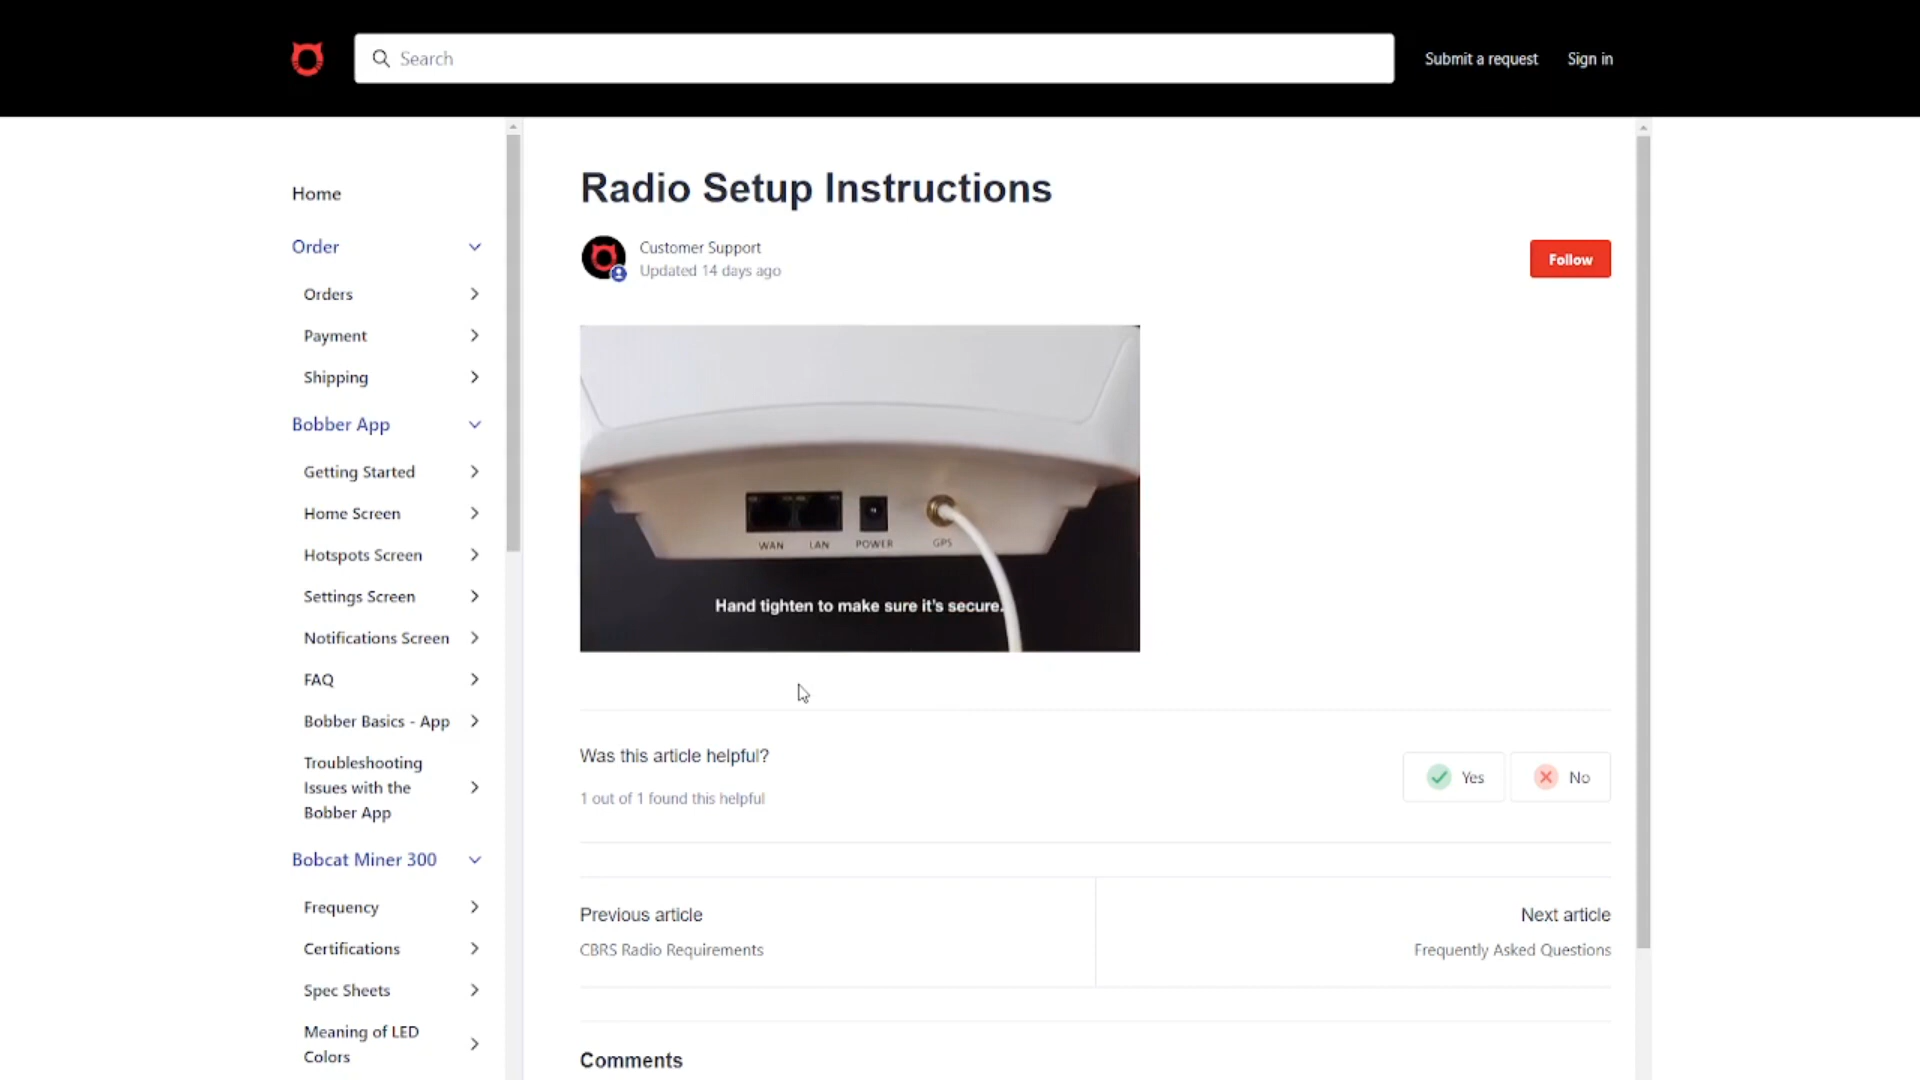 Search
Submit a request
Sign in
Home
Order
Orders
Payment
Shipping
Bobber App
Getting Started
Home Screen
Hotspots Screen
Settings Screen
Notifications Screen
FAQ
Bobber Basics - App
Troubleshooting
Issues with the
Bobber App
Bobcat Miner 300
Frequency
Certifications
Spec Sheets
Meaning of LED
Colors
Radio Setup Instructions
Customer Support
Updated 14 days ago
Follow
WAN LAN POWER GPS
Hand tighten to make sure it's secure.
Was this article helpful?
1 out of 1 found this helpful
Yes
No
Previous article
CBRS Radio Requirements
Next article
Frequently Asked Questions
Comments